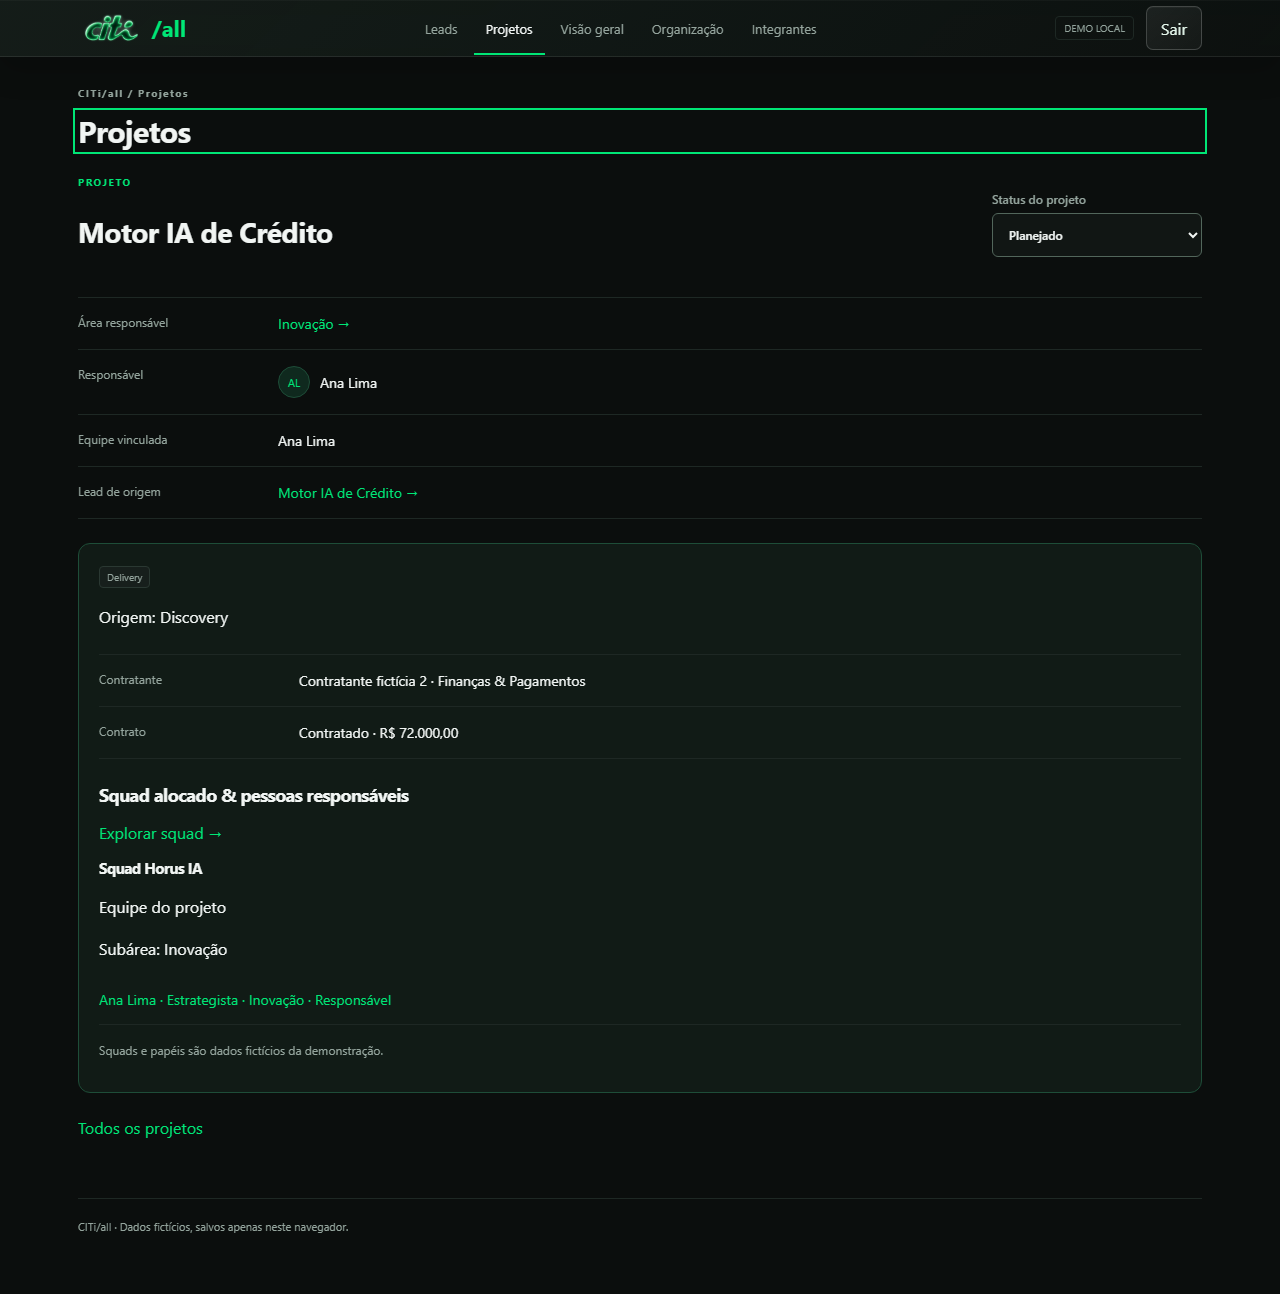 citi /all
Leads
Projetos
Visão geral
Organização
Integrantes
DEMO LOCAL
Sair
CITi/all / Projetos
Projetos
PROJETO
Motor IA de Crédito
Status do projeto
Planejado
Área responsável
Inovação →
Responsável
AL Ana Lima
Equipe vinculada
Ana Lima
Lead de origem
Motor IA de Crédito →
Delivery
Origem: Discovery
Contratante
Contratante fictícia 2 · Finanças & Pagamentos
Contrato
Contratado · R$ 72.000,00
Squad alocado & pessoas responsáveis
Explorar squad →
Squad Horus IA
Equipe do projeto
Subárea: Inovação
Ana Lima · Estrategista · Inovação · Responsável
Squads e papéis são dados fictícios da demonstração.
Todos os projetos
CITi/all · Dados fictícios, salvos apenas neste navegador.